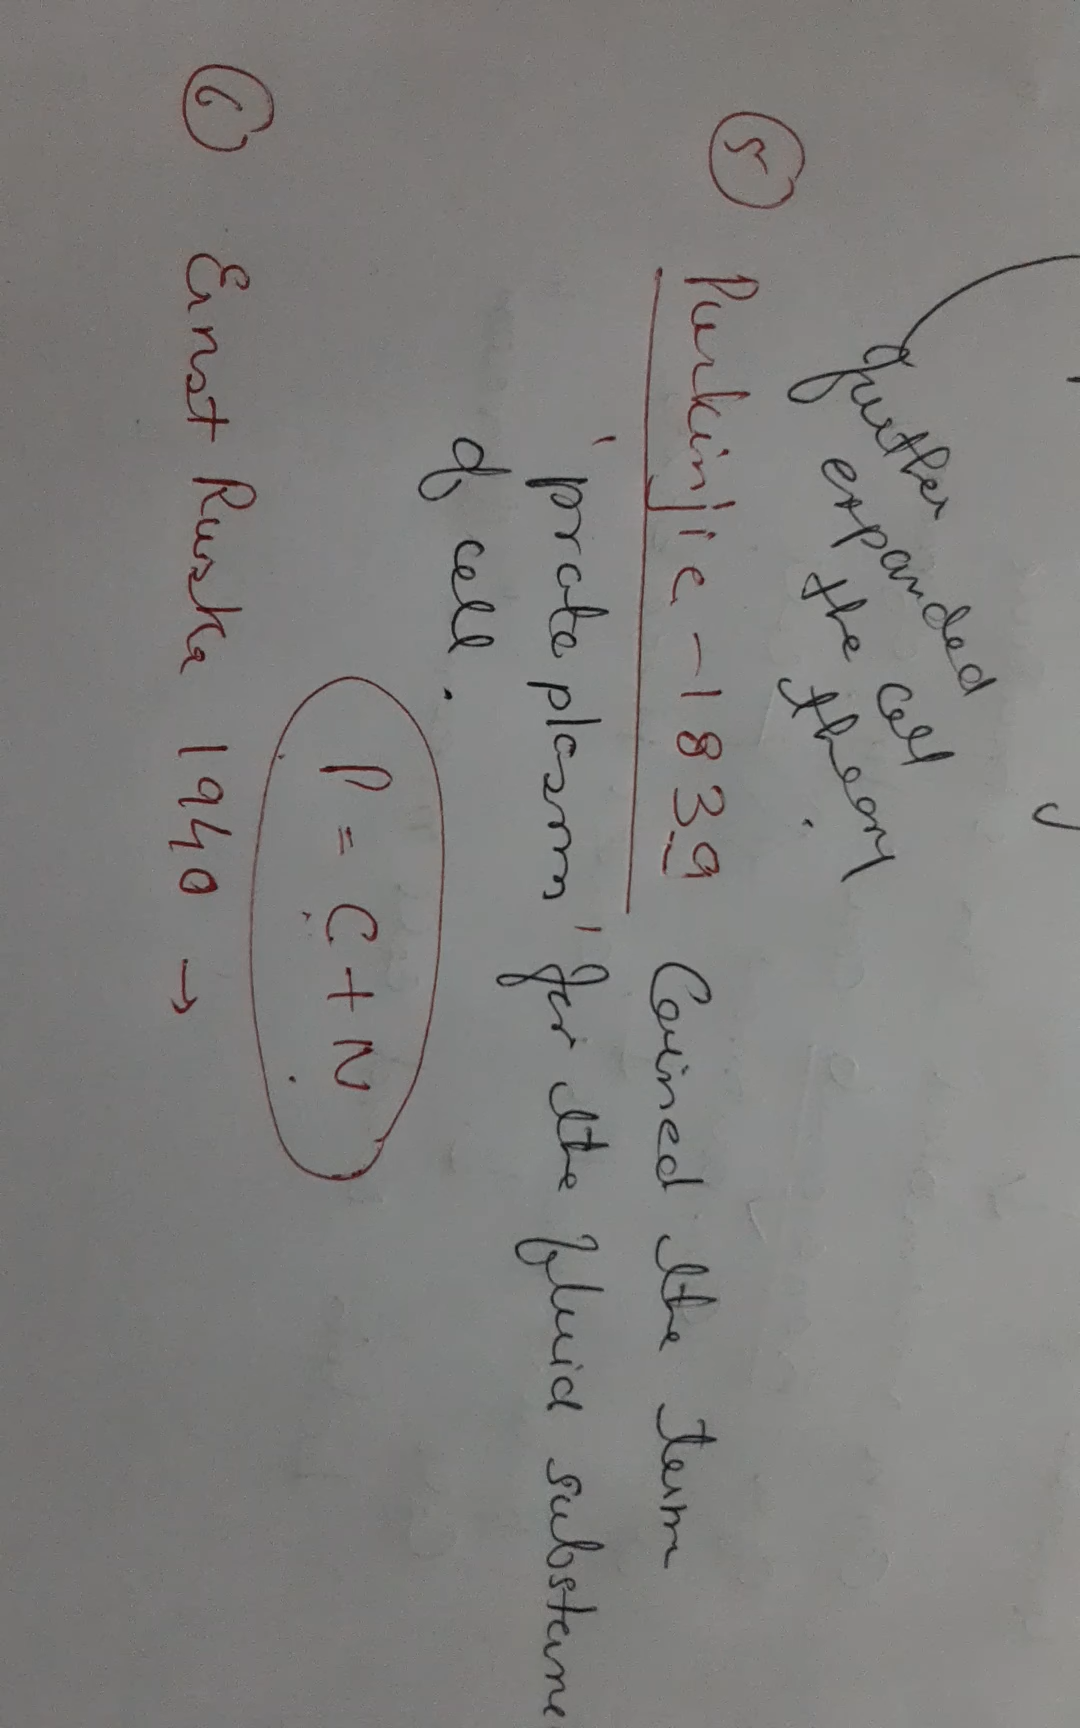 further
expanded
the cell
theory.
⑤ Purkinjie - 1839 Coined the term
'protoplasm' for the fluid substane
of cell.
P = C + N
⑥ Ernst Ruska 1940 →